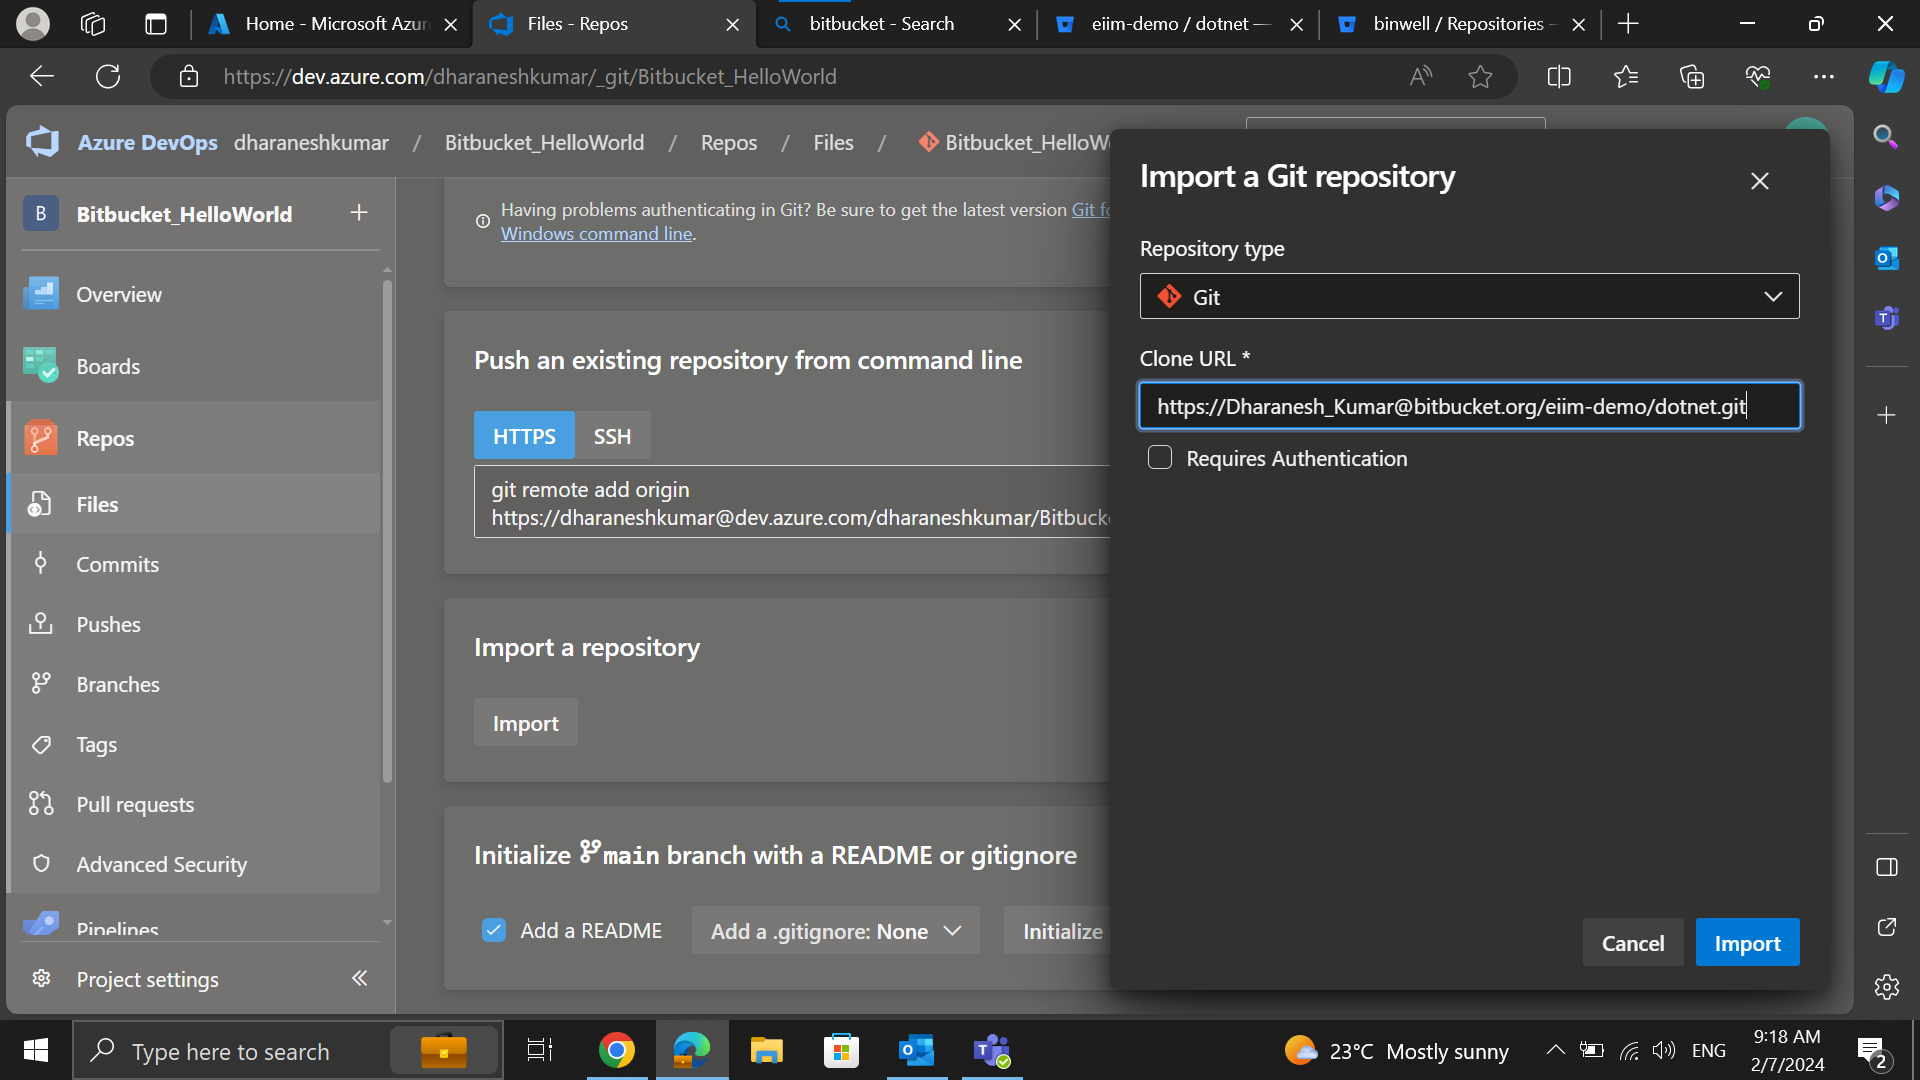 Home - Microsoft Azur
Files - Repos
bitbucket - Search
eiim-demo / dotnet —
binwell / Repositories –
https://dev.azure.com/dharaneshkumar/_git/Bitbucket_HelloWorld
Azure DevOps dharaneshkumar / Bitbucket_HelloWorld / Repos / Files / Bitbucket_HelloW
B Bitbucket_HelloWorld
Overview
Boards
Repos
Files
Commits
Pushes
Branches
Tags
Pull requests
Advanced Security
Pipelines
Project settings
Having problems authenticating in Git? Be sure to get the latest version Git fo
Windows command line.
Push an existing repository from command line
HTTPS SSH
git remote add origin
https://dharaneshkumar@dev.azure.com/dharaneshkumar/Bitbucke
Import a repository
Import
Initialize main branch with a README or gitignore
Add a README
Add a .gitignore: None
Initialize
Import a Git repository
Repository type
Git
Clone URL *
https://Dharanesh_Kumar@bitbucket.org/eiim-demo/dotnet.git
Requires Authentication
Cancel
Import
Type here to search
23°C Mostly sunny
ENG
9:18 AM
2/7/2024
2